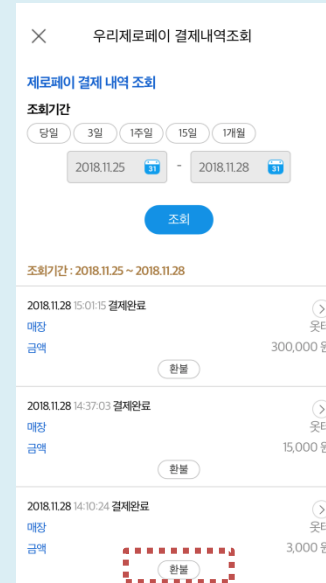 우리제로페이 결제내역조회
제로페이 결제 내역 조회
조회기간
당일 3일 1주일 15일 1개월
2018.11.25 31 - 2018.11.28 31
조회
조회기간 : 2018.11.25 ~ 2018.11.28
2018.11.28 15:01:15 결제완료
매장
금액 300,000 원
환불
2018.11.28 14:37:03 결제완료
매장
금액 15,000 원
환불
2018.11.28 14:10:24 결제완료
매장
금액 3,000 원
환불